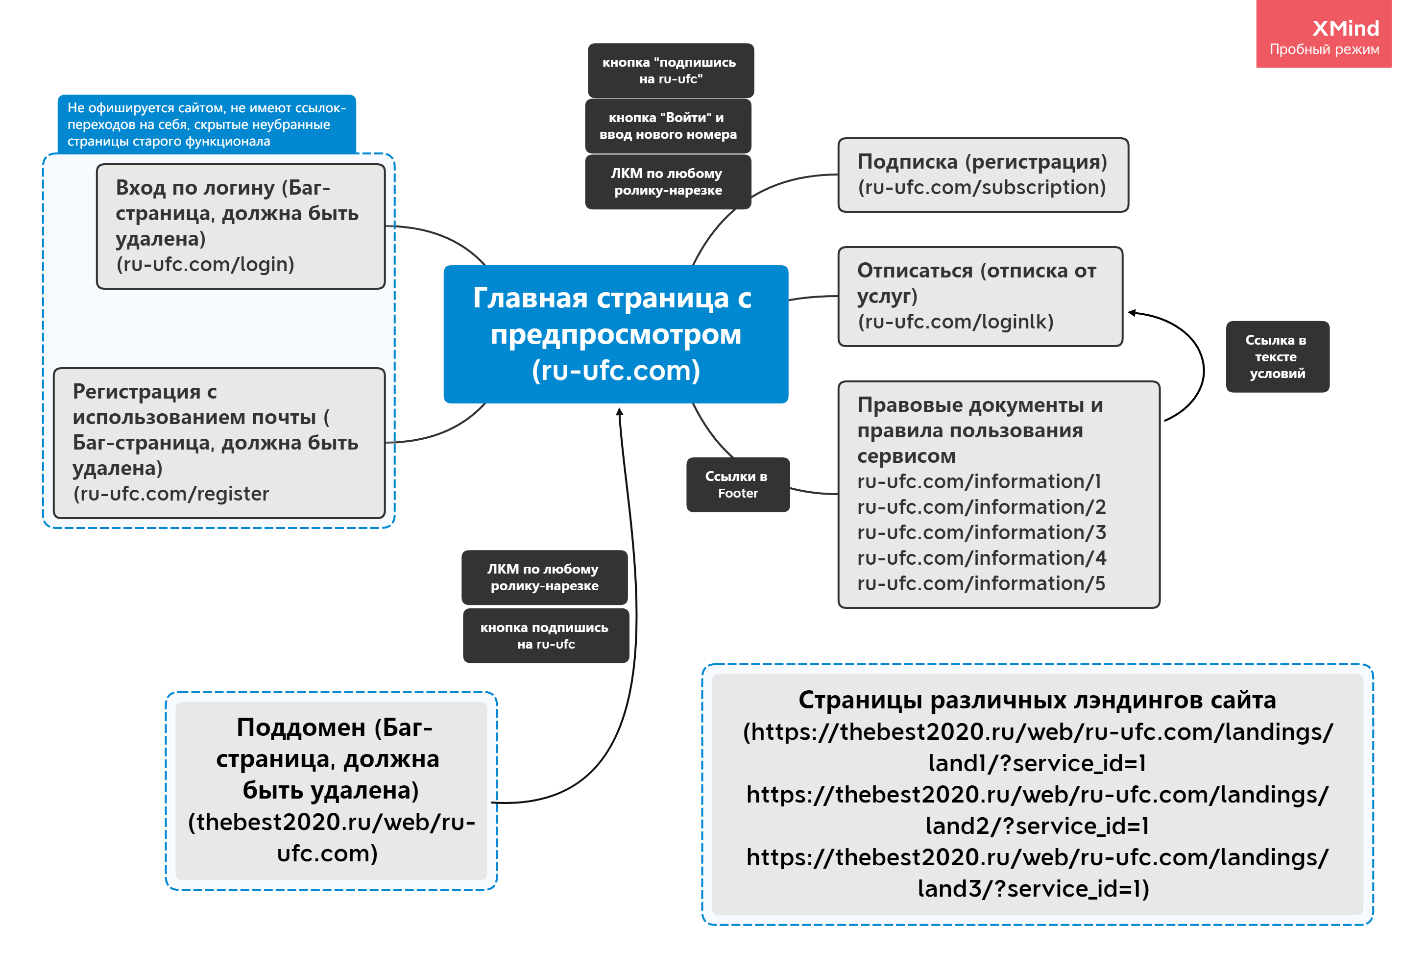 XMind
Пробный режим
кнопка "подпишись
на ru-ufc"
кнопка "Войти" и
ввод нового номера
ЛКМ по любому
ролику-нарезке
Не офишируется сайтом, не имеют ссылок-
переходов на себя, скрытые неубранные
страницы старого функционала
Вход по логину (Баг-
страница, должна быть
удалена)
(ru-ufc.com/login)
Регистрация с
использованием почты (
Баг-страница, должна быть
удалена)
(ru-ufc.com/register
Главная страница с
предпросмотром
(ru-ufc.com)
Подписка (регистрация)
(ru-ufc.com/subscription)
Отписаться (отписка от
услуг)
(ru-ufc.com/loginlk)
Ссылка в
тексте
условий
Правовые документы и
правила пользования
сервисом
ru-ufc.com/information/1
ru-ufc.com/information/2
ru-ufc.com/information/3
ru-ufc.com/information/4
ru-ufc.com/information/5
Ссылки в
Footer
ЛКМ по любому
ролику-нарезке
кнопка подпишись
на ru-ufc
Поддомен (Баг-
страница, должна
быть удалена)
(thebest2020.ru/web/ru-
ufc.com)
Страницы различных лэндингов сайта
(https://thebest2020.ru/web/ru-ufc.com/landings/
land1/?service_id=1
https://thebest2020.ru/web/ru-ufc.com/landings/
land2/?service_id=1
https://thebest2020.ru/web/ru-ufc.com/landings/
land3/?service_id=1)